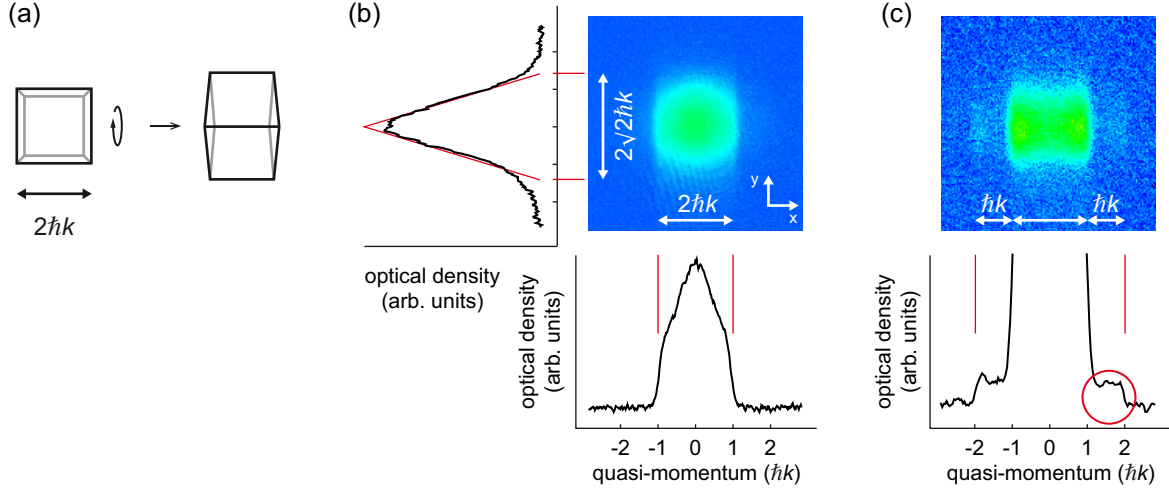 (a)
2ħk
(b)
optical density
(arb. units)
2√2ħk
2ħk
y
x
optical density
(arb. units)
-2 -1 0 1 2
quasi-momentum (ħk)
(c)
ħk
ħk
optical density
(arb. units)
-2 -1 0 1 2
quasi-momentum (ħk)